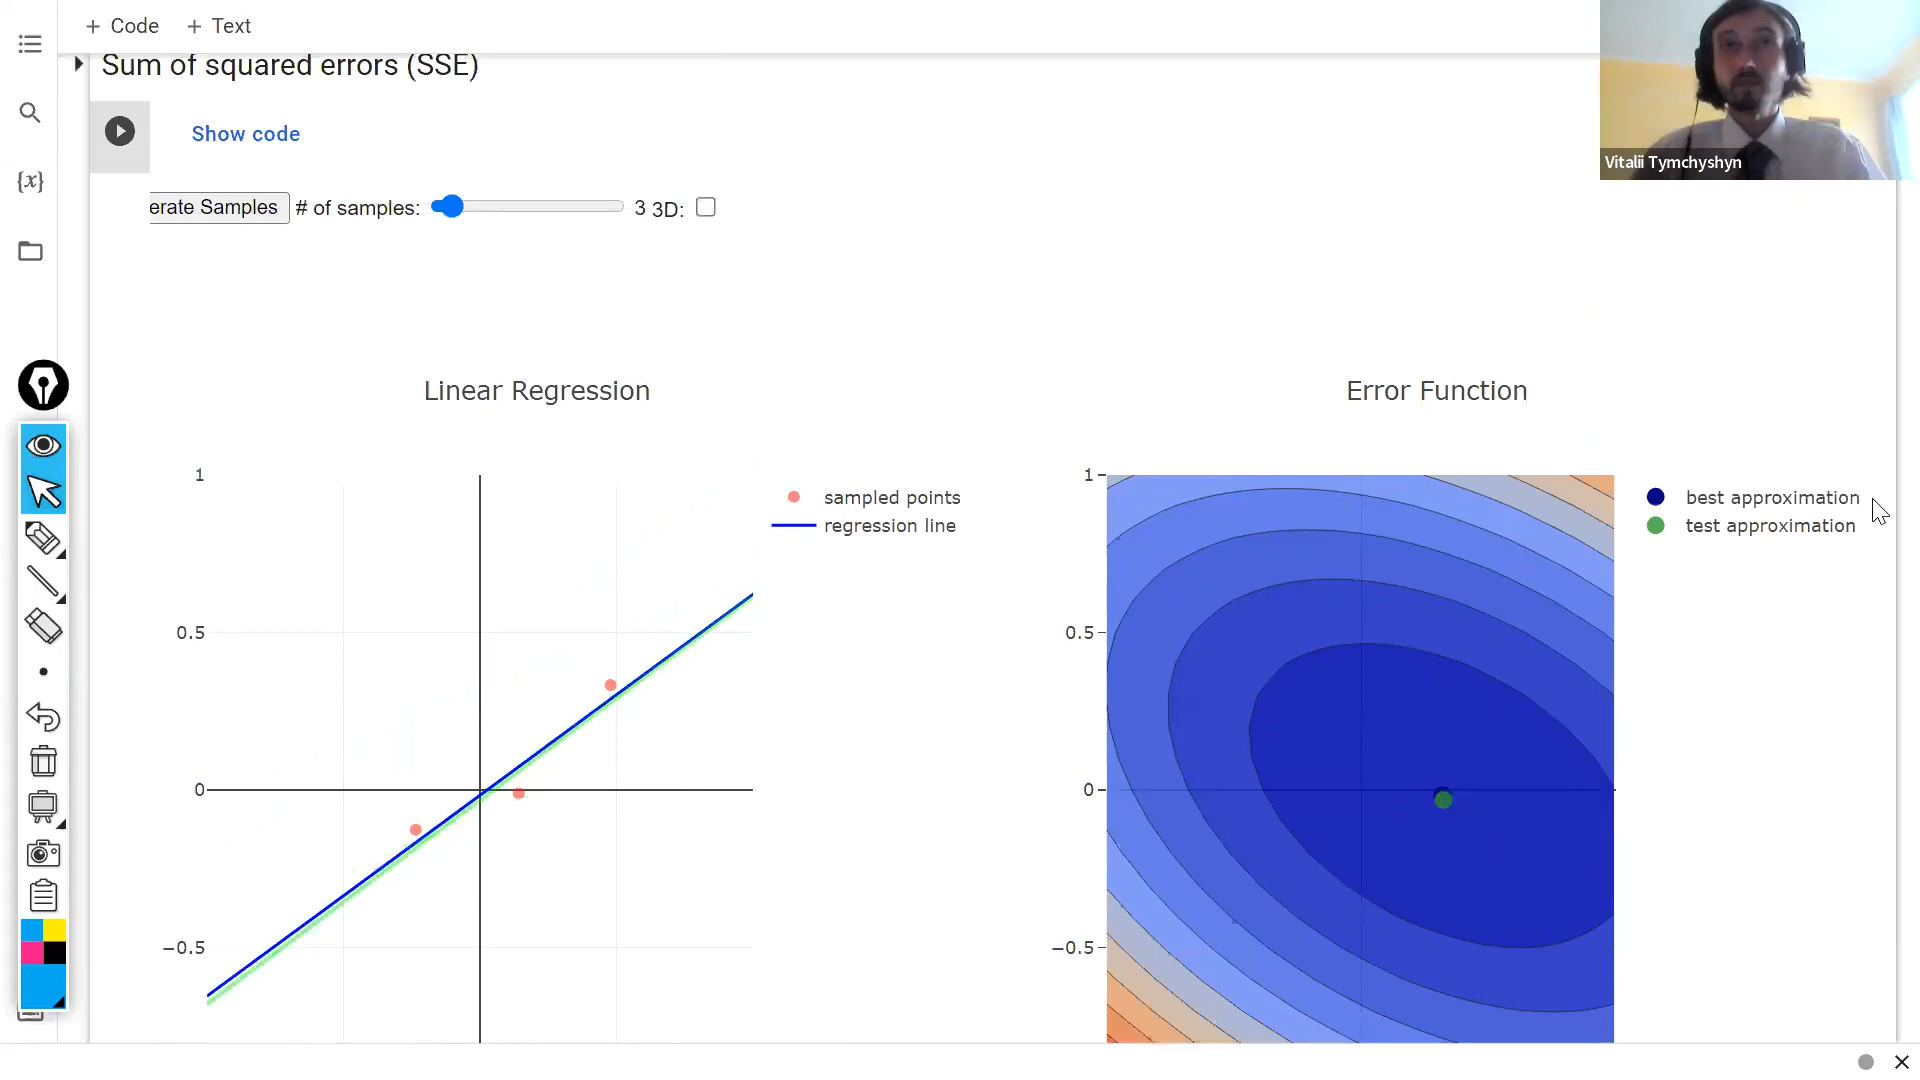 + Code + Text
Sum of squared errors (SSE)
Show code
{x}
erate Samples # of samples: 3 3D:
Vitalii Tymchyshyn
Linear Regression
Error Function
1
0.5
0
−0.5
sampled points
regression line
1
0.5
0
−0.5
best approximation
test approximation